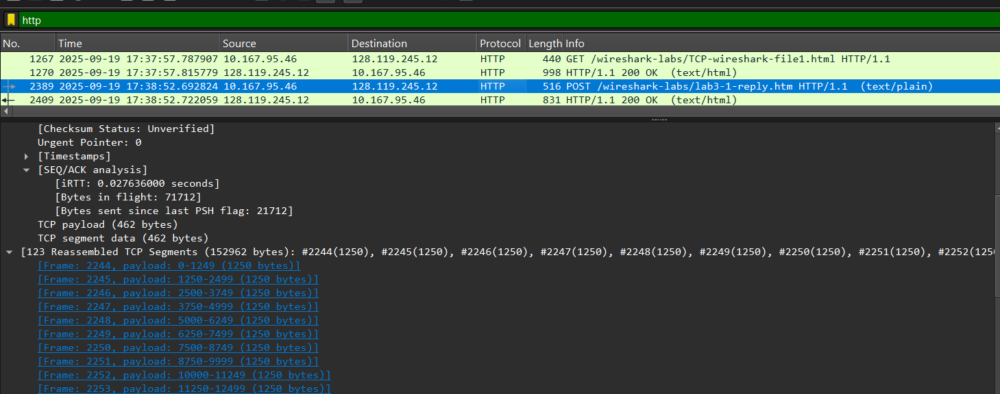 http
No. Time Source Destination Protocol Length Info
1267 2025-09-19 17:37:57.787907 10.167.95.46 128.119.245.12 HTTP 440 GET /wireshark-labs/TCP-wireshark-file1.html HTTP/1.1
1270 2025-09-19 17:37:57.815779 128.119.245.12 10.167.95.46 HTTP 998 HTTP/1.1 200 OK (text/html)
2389 2025-09-19 17:38:52.692824 10.167.95.46 128.119.245.12 HTTP 516 POST /wireshark-labs/lab3-1-reply.htm HTTP/1.1 (text/plain)
2409 2025-09-19 17:38:52.722059 128.119.245.12 10.167.95.46 HTTP 831 HTTP/1.1 200 OK (text/html)
[Checksum Status: Unverified]
Urgent Pointer: 0
[Timestamps]
[SEQ/ACK analysis]
[iRTT: 0.027636000 seconds]
[Bytes in flight: 71712]
[Bytes sent since last PSH flag: 21712]
TCP payload (462 bytes)
TCP segment data (462 bytes)
[123 Reassembled TCP Segments (152962 bytes): #2244(1250), #2245(1250), #2246(1250), #2247(1250), #2248(1250), #2249(1250), #2250(1250), #2251(1250), #2252(125
[Frame: 2244, payload: 0-1249 (1250 bytes)]
[Frame: 2245, payload: 1250-2499 (1250 bytes)]
[Frame: 2246, payload: 2500-3749 (1250 bytes)]
[Frame: 2247, payload: 3750-4999 (1250 bytes)]
[Frame: 2248, payload: 5000-6249 (1250 bytes)]
[Frame: 2249, payload: 6250-7499 (1250 bytes)]
[Frame: 2250, payload: 7500-8749 (1250 bytes)]
[Frame: 2251, payload: 8750-9999 (1250 bytes)]
[Frame: 2252, payload: 10000-11249 (1250 bytes)]
[Frame: 2253, payload: 11250-12499 (1250 bytes)]